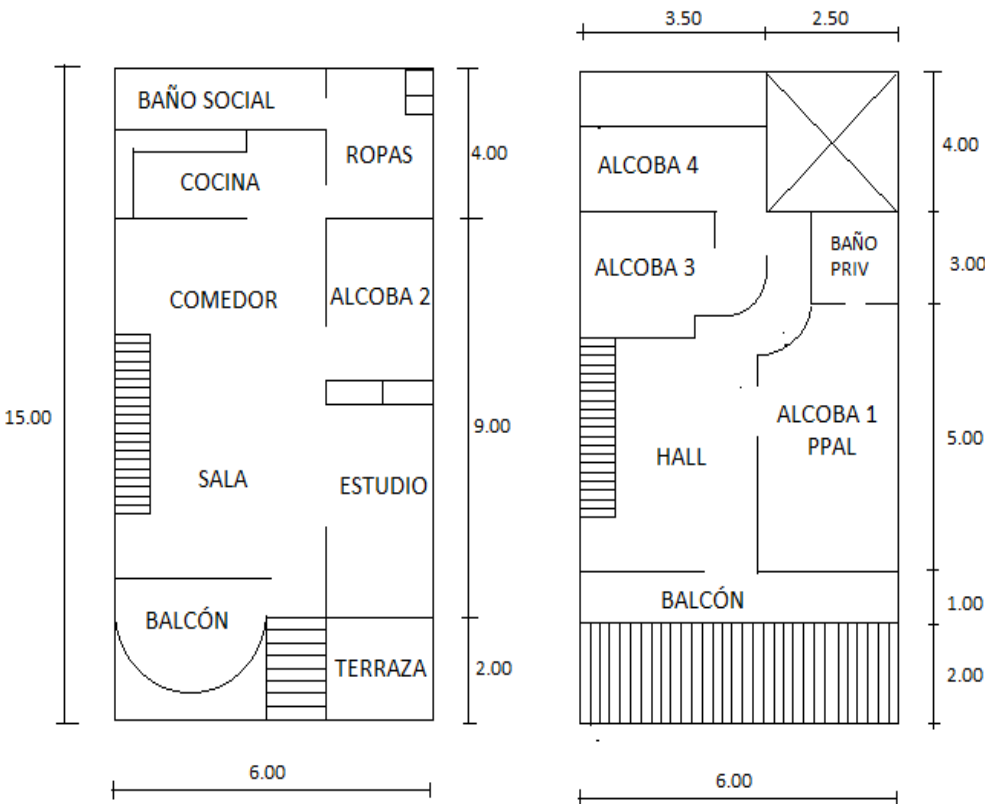 3.50
2.50
BAÑO SOCIAL
ROPAS
COCINA
4.00
COMEDOR
ALCOBA 2
15.00
9.00
SALA
ESTUDIO
BALCÓN
TERRAZA
2.00
6.00
ALCOBA 4
4.00
ALCOBA 3
BAÑO
PRIV
3.00
ALCOBA 1
PPAL
HALL
5.00
BALCÓN
1.00
2.00
6.00